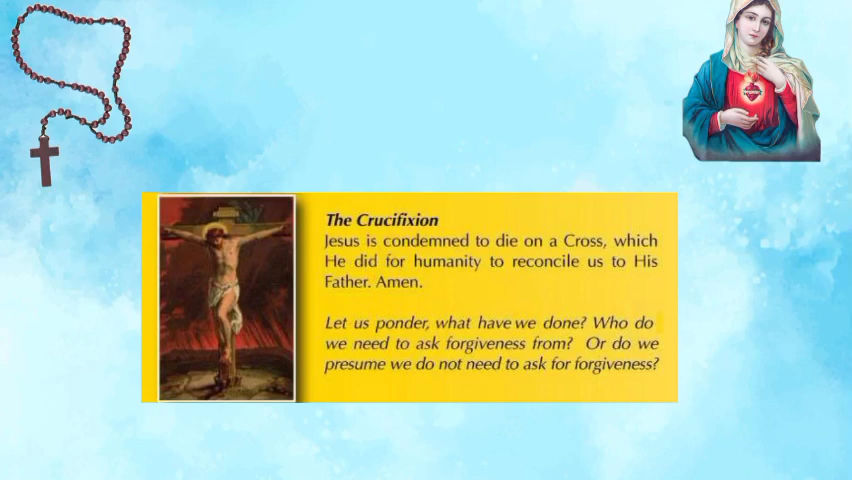 The Crucifixion
Jesus is condemned to die on a Cross, which
He did for humanity to reconcile us to His
Father. Amen.
Let us ponder, what have we done? Who do
we need to ask forgiveness from? Or do we
presume we do not need to ask for forgiveness?